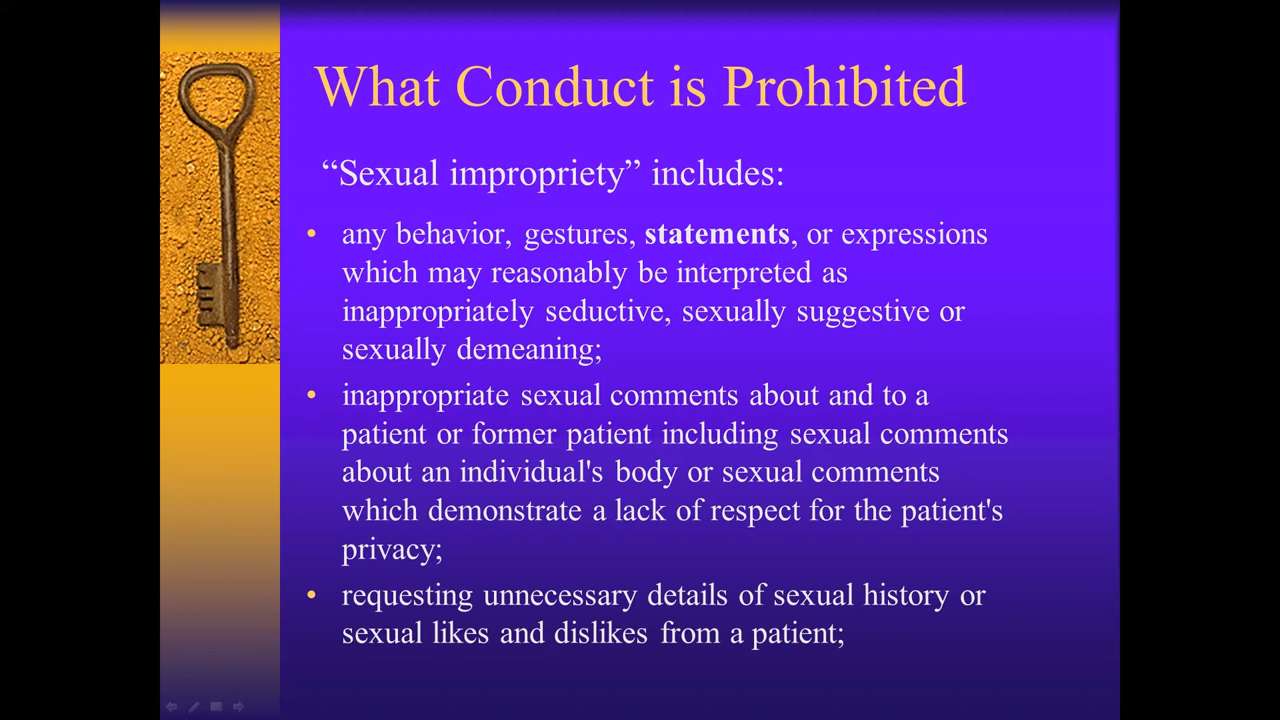 What Conduct is Prohibited
“Sexual impropriety” includes:
• any behavior, gestures, statements, or expressions
which may reasonably be interpreted as
inappropriately seductive, sexually suggestive or
sexually demeaning;
• inappropriate sexual comments about and to a
patient or former patient including sexual comments
about an individual's body or sexual comments
which demonstrate a lack of respect for the patient's
privacy;
• requesting unnecessary details of sexual history or
sexual likes and dislikes from a patient;